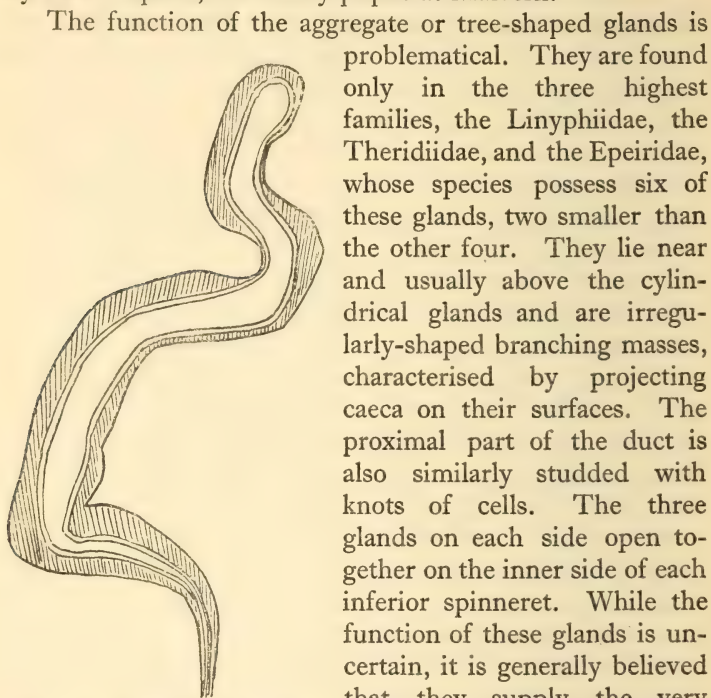 The function of the aggregate or tree-shaped glands is
problematical. They are found
only in the three highest
families, the Linyphiidae, the
Theridiidae, and the Epeiridae,
whose species possess six of
these glands, two smaller than
the other four. They lie near
and usually above the cylin-
drical glands and are irregu-
larly-shaped branching masses,
characterised by projecting
caeca on their surfaces. The
proximal part of the duct is
also similarly studded with
knots of cells. The three
glands on each side open to-
gether on the inner side of each
inferior spinneret. While the
function of these glands is un-
certain, it is generally believed
that they supply the very